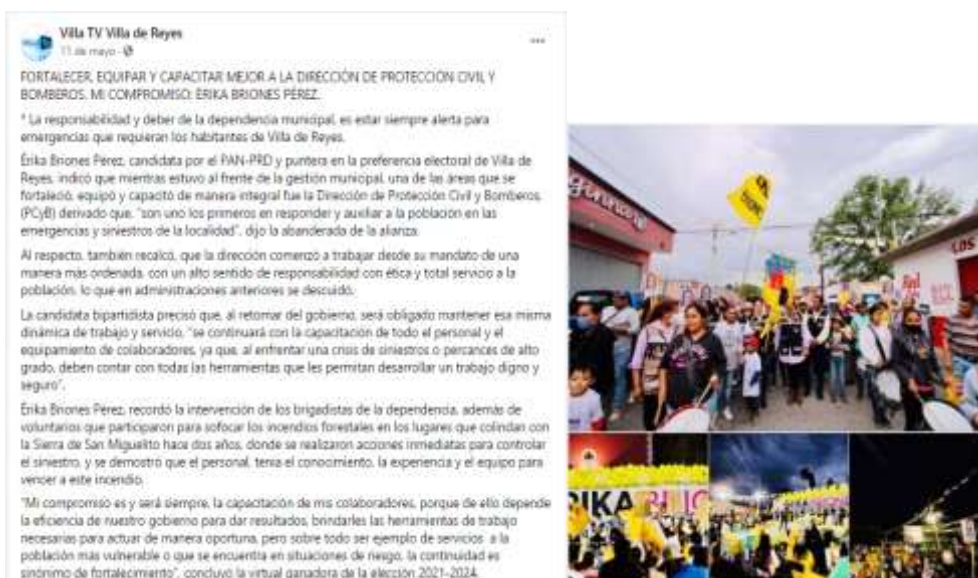 Villa TV Villa de Reyes
11 de mayo ·
FORTALECER, EQUIPAR Y CAPACITAR MEJOR A LA DIRECCIÓN DE PROTECCIÓN CIVIL Y
BOMBEROS, MI COMPROMISO: ÉRIKA BRIONES PÉREZ.
* La responsabilidad y deber de la dependencia municipal, es estar siempre alerta para
emergencias que requieran los habitantes de Villa de Reyes.
Érika Briones Pérez, candidata por el PAN-PRD y puntera en la preferencia electoral de Villa de
Reyes, indicó que mientras estuvo al frente de la gestión municipal, una de las áreas que se
fortaleció, equipó y capacitó de manera integral fue la Dirección de Protección Civil y Bomberos,
(PCyB) derivado que, "son uno los primeros en responder y auxiliar a la población en las
emergencias y siniestros de la localidad", dijo la abanderada de la alianza.
Al respecto, también recalcó, que la dirección comenzó a trabajar desde su mandato de una
manera más ordenada, con un alto sentido de responsabilidad con ética y total servicio a la
población, lo que en administraciones anteriores se descuidó.
La candidata bipartidista precisó que, al retomar del gobierno, será obligado mantener esa misma
dinámica de trabajo y servicio, "se continuará con la capacitación de todo el personal y el
equipamiento de colaboradores, ya que, al enfrentar una crisis de siniestros o percances de alto
grado, deben contar con todas las herramientas que les permitan desarrollar un trabajo digno y
seguro".
Érika Briones Pérez, recordó la intervención de los brigadistas de la dependencia, además de
voluntarios que participaron para sofocar los incendios forestales en los lugares que colindan con
la Sierra de San Miguelito hace dos años, donde se realizaron acciones inmediatas para controlar
el siniestro, y se demostró que el personal, tenía el conocimiento, la experiencia y el equipo para
vencer a este incendio.
"Mi compromiso es y será siempre, la capacitación de mis colaboradores, porque de ello depende
la eficiencia de nuestro gobierno para dar resultados, brindarles las herramientas de trabajo
necesarias para actuar de manera oportuna, pero sobre todo ser ejemplo de servicios a la
población más vulnerable o que se encuentra en situaciones de riesgo, la continuidad es
sinónimo de fortalecimiento", concluyó la virtual ganadora de la elección 2021-2024.
LOS
RIKA